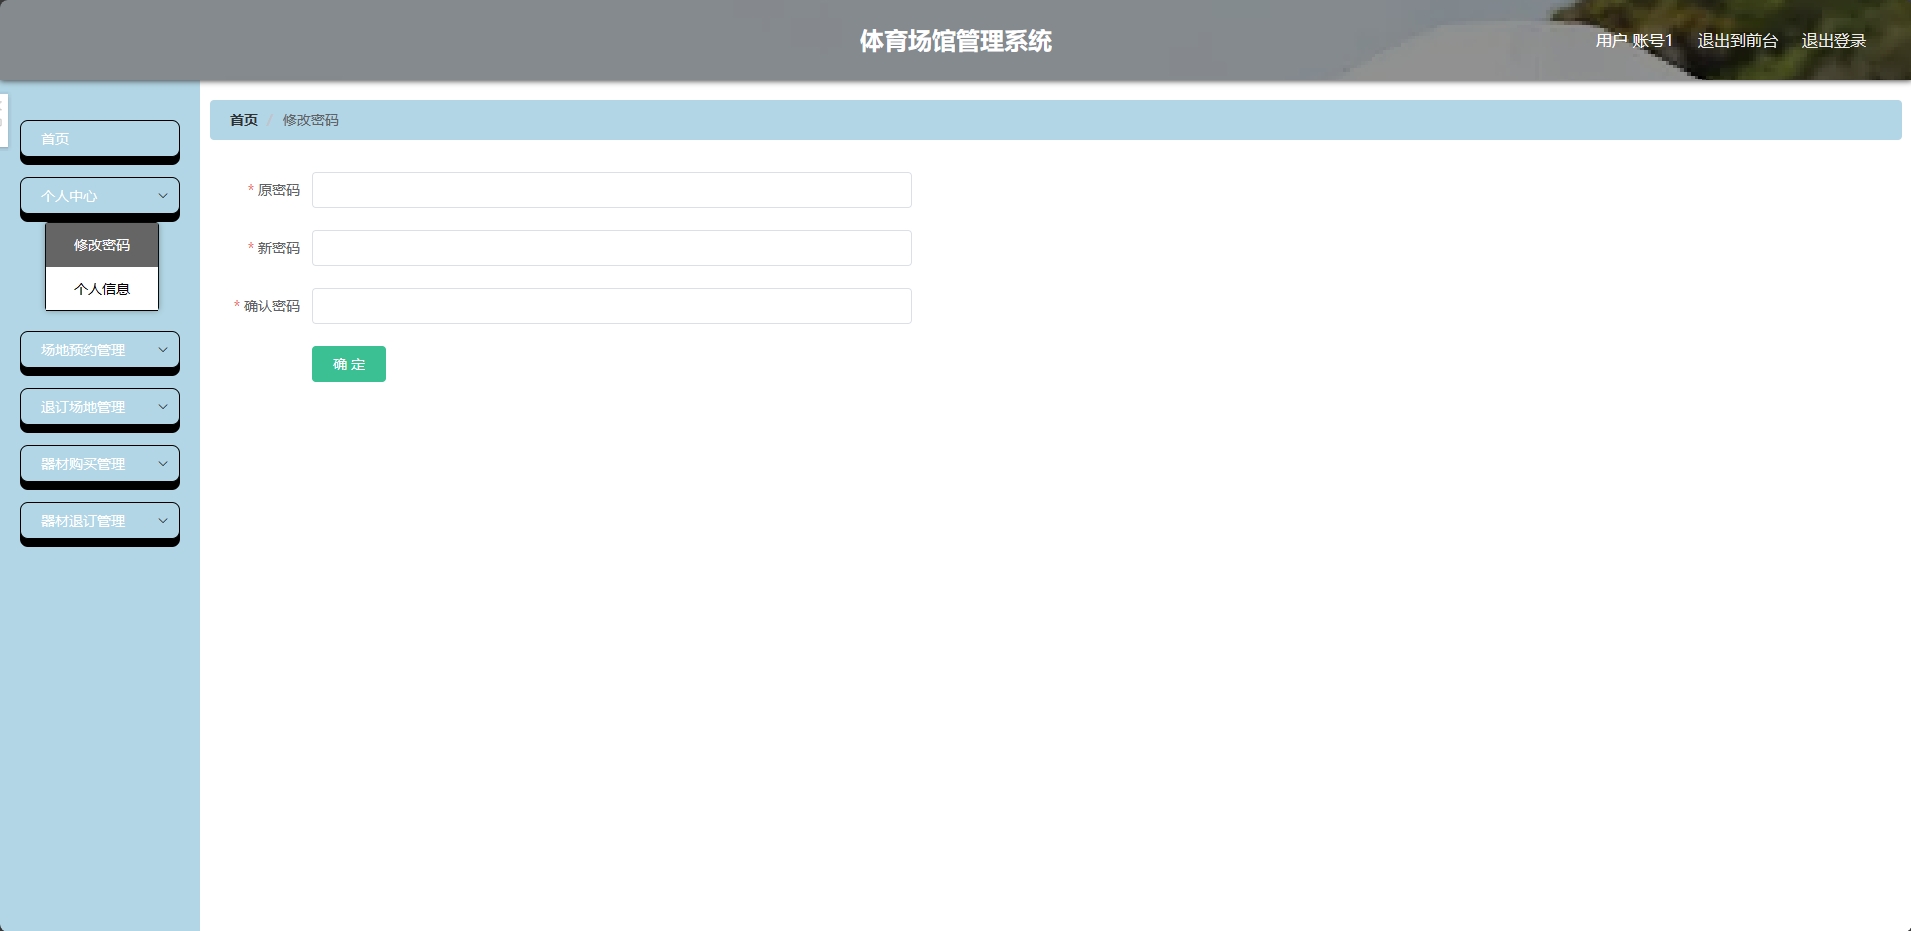 体育场馆管理系统
用户 账号1 退出到前台 退出登录
首页
个人中心
修改密码
个人信息
场地预约管理
退订场地管理
器材购买管理
器材退订管理
首页 / 修改密码
* 原密码
* 新密码
* 确认密码
确 定